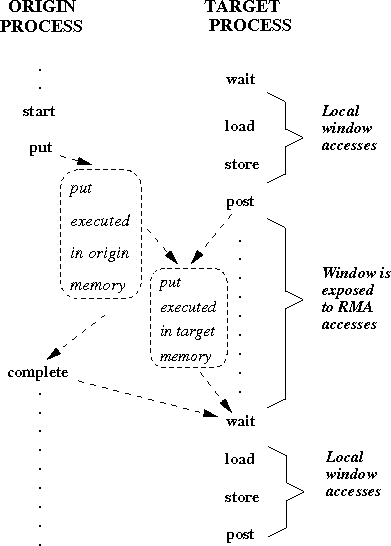 ORIGIN
PROCESS
TARGET
PROCESS
wait
start
load
Local
window
accesses
put
store
put
executed
in origin
memory
post
put
executed
in target
memory
Window is
exposed
to RMA
accesses
complete
wait
load
store
post
Local
window
accesses